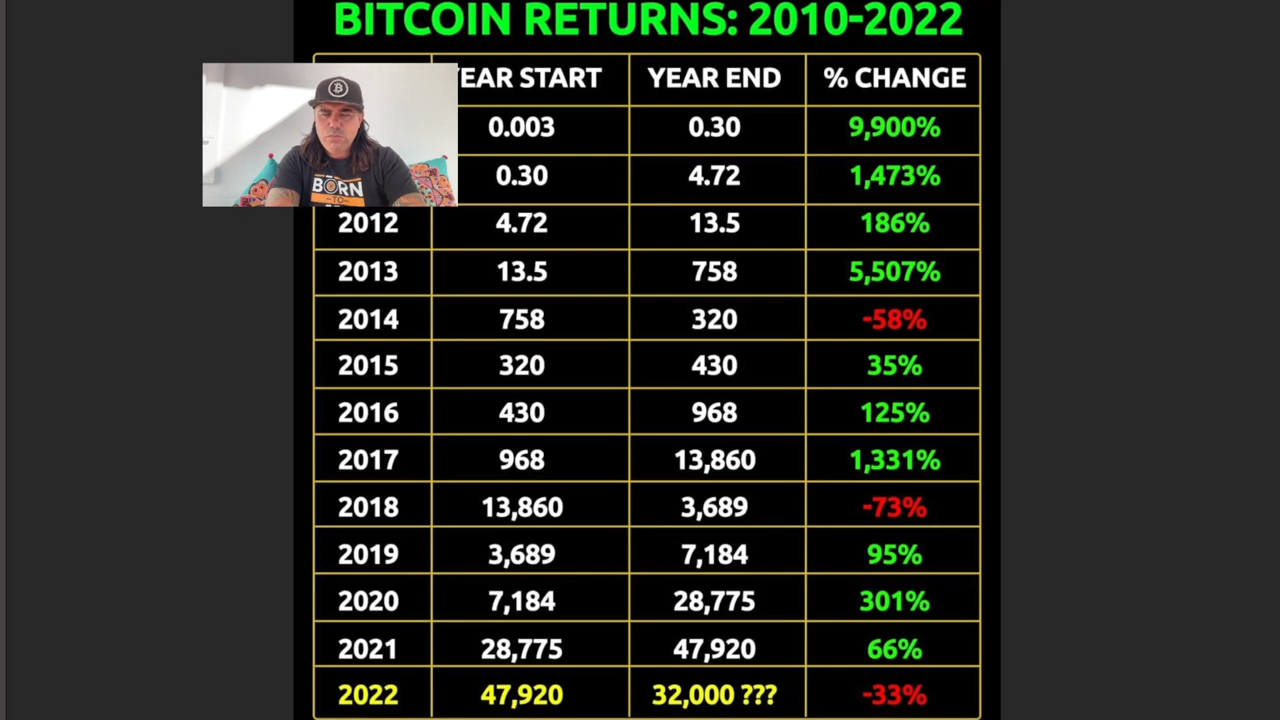 BITCOIN RETURNS: 2010-2022
YEAR START YEAR END % CHANGE
0.003 0.30 9,900%
0.30 4.72 1,473%
BORN
~TO~
2012 4.72 13.5 186%
2013 13.5 758 5,507%
2014 758 320 -58%
2015 320 430 35%
2016 430 968 125%
2017 968 13,860 1,331%
2018 13,860 3,689 -73%
2019 3,689 7,184 95%
2020 7,184 28,775 301%
2021 28,775 47,920 66%
2022 47,920 32,000 ??? -33%